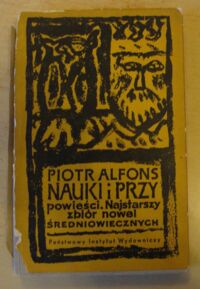 PIOTR ALFONS
NAUKI i PRZY
powieści. Najstarszy
zbiór nowel
ŚREDNIOWIECZNYCH
Państwowy Instytut Wydawniczy